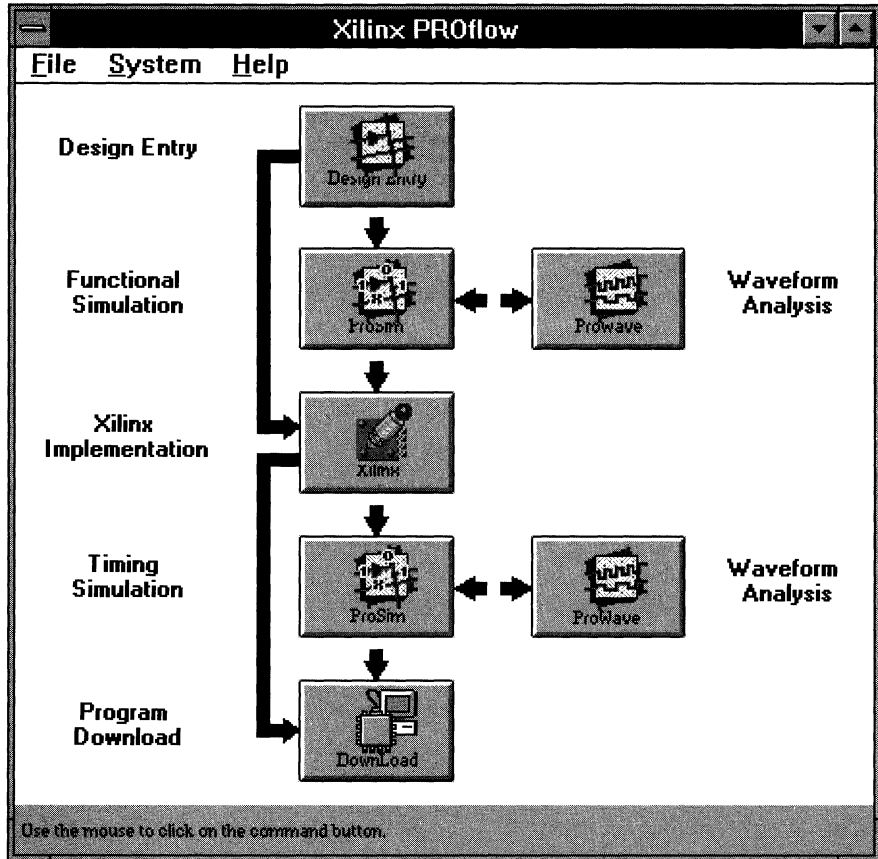 Xilinx PROflow
File System Help
Design Entry
Design Entry
Functional
Simulation
ProSim
Prowave
Waveform
Analysis
Xilinx
Implementation
Xilinx
Timing
Simulation
ProSim
ProWave
Waveform
Analysis
Program
Download
DownLoad
Use the mouse to click on the command button.